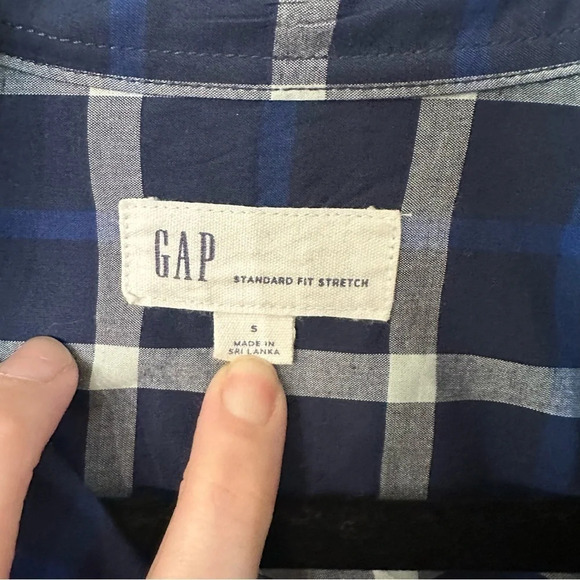 GAP STANDARD FIT STRETCH
S
MADE IN
SRI LANKA